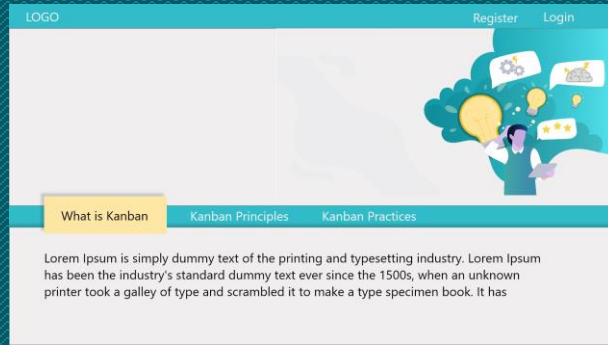 LOGO
Register Login
What is Kanban Kanban Principles Kanban Practices
Lorem Ipsum is simply dummy text of the printing and typesetting industry. Lorem Ipsum
has been the industry's standard dummy text ever since the 1500s, when an unknown
printer took a galley of type and scrambled it to make a type specimen book. It has